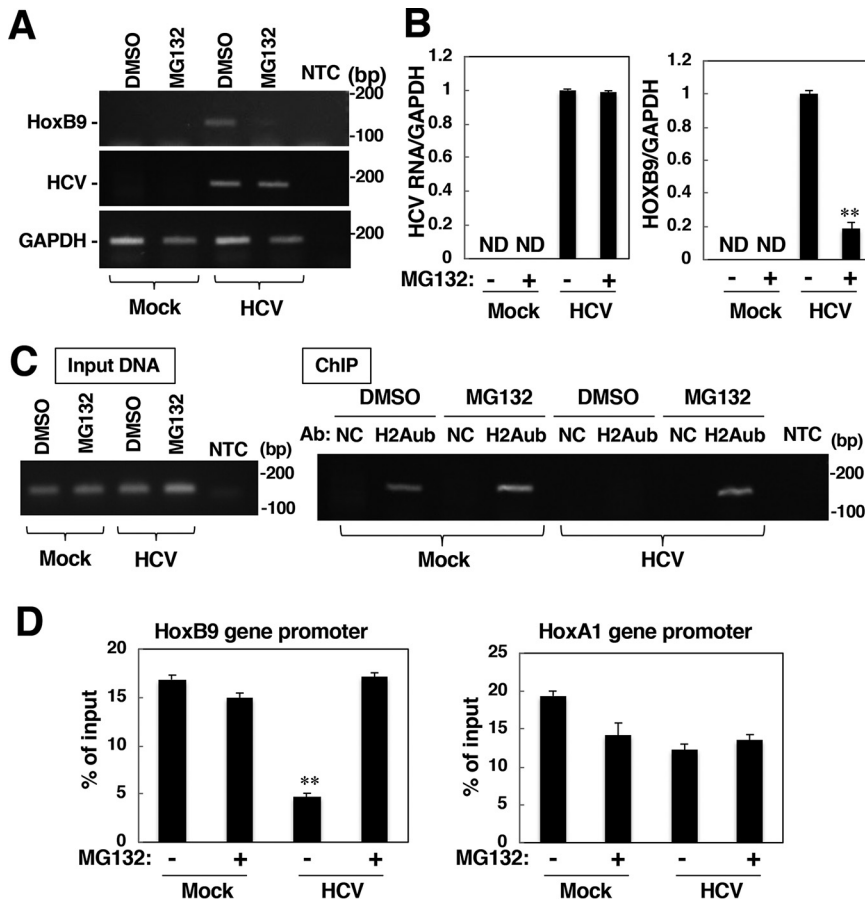 A
DMSO
MG132
DMSO
MG132
NTC (bp)
HoxB9 -
-200
-100
HCV -
-200
GAPDH -
-200
Mock HCV
B
HCV RNA/GAPDH
1.2
1
0.8
0.6
0.4
0.2
0
ND ND
MG132: - + - +
Mock HCV
HOXB9/GAPDH
1.2
1
0.8
0.6
0.4
0.2
0
ND ND
**
- + - +
Mock HCV
C
Input DNA
DMSO
MG132
DMSO
MG132
NTC (bp)
-200
-100
Mock HCV
ChIP
DMSO MG132 DMSO MG132
Ab: NC H2Aub NC H2Aub NC H2Aub NC H2Aub NTC (bp)
-200
-100
Mock HCV
D
HoxB9 gene promoter
% of input
20
15
10
5
0
**
MG132: - + - +
Mock HCV
HoxA1 gene promoter
% of input
25
20
15
10
5
0
MG132: - + - +
Mock HCV